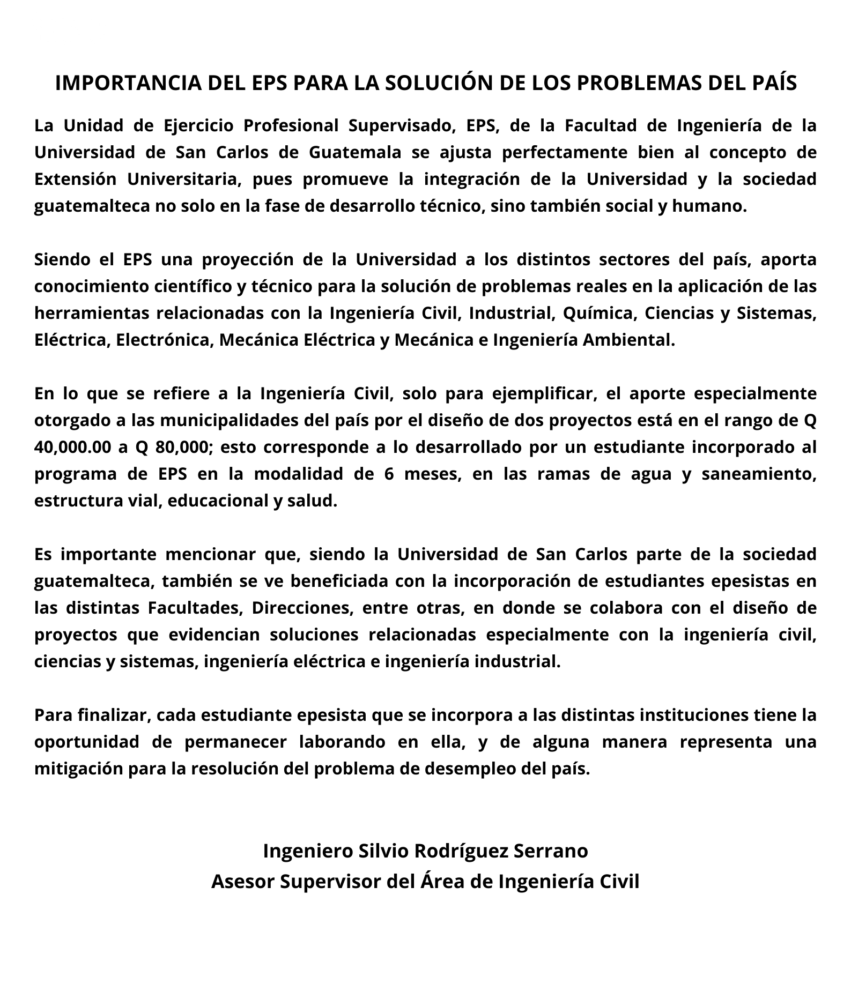 IMPORTANCIA DEL EPS PARA LA SOLUCIÓN DE LOS PROBLEMAS DEL PAÍS
La Unidad de Ejercicio Profesional Supervisado, EPS, de la Facultad de Ingeniería de la
Universidad de San Carlos de Guatemala se ajusta perfectamente bien al concepto de
Extensión Universitaria, pues promueve la integración de la Universidad y la sociedad
guatemalteca no solo en la fase de desarrollo técnico, sino también social y humano.
Siendo el EPS una proyección de la Universidad a los distintos sectores del país, aporta
conocimiento científico y técnico para la solución de problemas reales en la aplicación de las
herramientas relacionadas con la Ingeniería Civil, Industrial, Química, Ciencias y Sistemas,
Eléctrica, Electrónica, Mecánica Eléctrica y Mecánica e Ingeniería Ambiental.
En lo que se refiere a la Ingeniería Civil, solo para ejemplificar, el aporte especialmente
otorgado a las municipalidades del país por el diseño de dos proyectos está en el rango de Q
40,000.00 a Q 80,000; esto corresponde a lo desarrollado por un estudiante incorporado al
programa de EPS en la modalidad de 6 meses, en las ramas de agua y saneamiento,
estructura vial, educacional y salud.
Es importante mencionar que, siendo la Universidad de San Carlos parte de la sociedad
guatemalteca, también se ve beneficiada con la incorporación de estudiantes epesistas en
las distintas Facultades, Direcciones, entre otras, en donde se colabora con el diseño de
proyectos que evidencian soluciones relacionadas especialmente con la ingeniería civil,
ciencias y sistemas, ingeniería eléctrica e ingeniería industrial.
Para finalizar, cada estudiante epesista que se incorpora a las distintas instituciones tiene la
oportunidad de permanecer laborando en ella, y de alguna manera representa una
mitigación para la resolución del problema de desempleo del país.
Ingeniero Silvio Rodríguez Serrano
Asesor Supervisor del Área de Ingeniería Civil